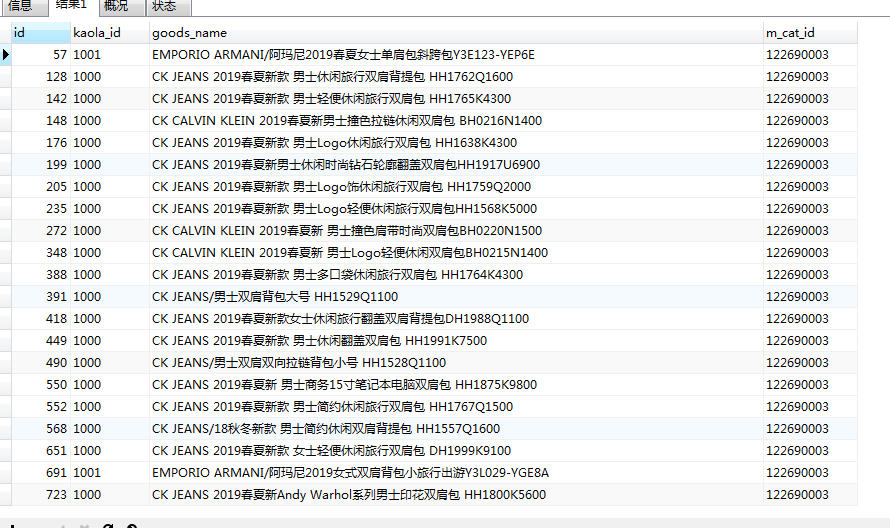 信息 结果1 概况 状态
id kaola_id goods_name m_cat_id
57 1001 EMPORIO ARMANI/阿玛尼2019春夏女士单肩包斜跨包Y3E123-YEP6E 122690003
128 1000 CK JEANS 2019春夏新款 男士休闲旅行双肩背提包 HH1762Q1600 122690003
142 1000 CK JEANS 2019春夏新款 男士轻便休闲旅行双肩包 HH1765K4300 122690003
148 1000 CK CALVIN KLEIN 2019春夏新男士撞色拉链休闲双肩包 BH0216N1400 122690003
176 1000 CK JEANS 2019春夏新款 男士Logo休闲旅行双肩包 HH1638K4300 122690003
199 1000 CK JEANS 2019春夏新男士休闲时尚钻石轮廓翻盖双肩包HH1917U6900 122690003
205 1000 CK JEANS 2019春夏新款 男士Logo饰休闲旅行双肩包 HH1759Q2000 122690003
235 1000 CK JEANS 2019春夏新款 男士Logo轻便休闲旅行双肩包HH1568K5000 122690003
272 1000 CK CALVIN KLEIN 2019春夏新 男士撞色肩带时尚双肩包BH0220N1500 122690003
348 1000 CK CALVIN KLEIN 2019春夏新 男士Logo轻便休闲双肩包BH0215N1400 122690003
388 1000 CK JEANS 2019春夏新款 男士多口袋休闲旅行双肩包 HH1764K4300 122690003
391 1000 CK JEANS/男士双肩背包大号 HH1529Q1100 122690003
418 1000 CK JEANS 2019春夏新款女士休闲旅行翻盖双肩背提包DH1988Q1100 122690003
449 1000 CK JEANS 2019春夏新款 男士休闲翻盖双肩包 HH1991K7500 122690003
490 1000 CK JEANS/男士双肩双向拉链背包小号 HH1528Q1100 122690003
550 1000 CK JEANS 2019春夏新 男士商务15寸笔记本电脑双肩包 HH1875K9800 122690003
552 1000 CK JEANS 2019春夏新款 男士简约休闲旅行双肩包 HH1767Q1500 122690003
568 1000 CK JEANS/18秋冬新款 男士简约休闲双肩背提包 HH1557Q1600 122690003
651 1000 CK JEANS 2019春夏新款 女士轻便休闲旅行双肩包 DH1999K9100 122690003
691 1001 EMPORIO ARMANI/阿玛尼2019女式双肩背包小旅行出游Y3L029-YGE8A 122690003
723 1000 CK JEANS 2019春夏新Andy Warhol系列男士印花双肩包 HH1800K5600 122690003